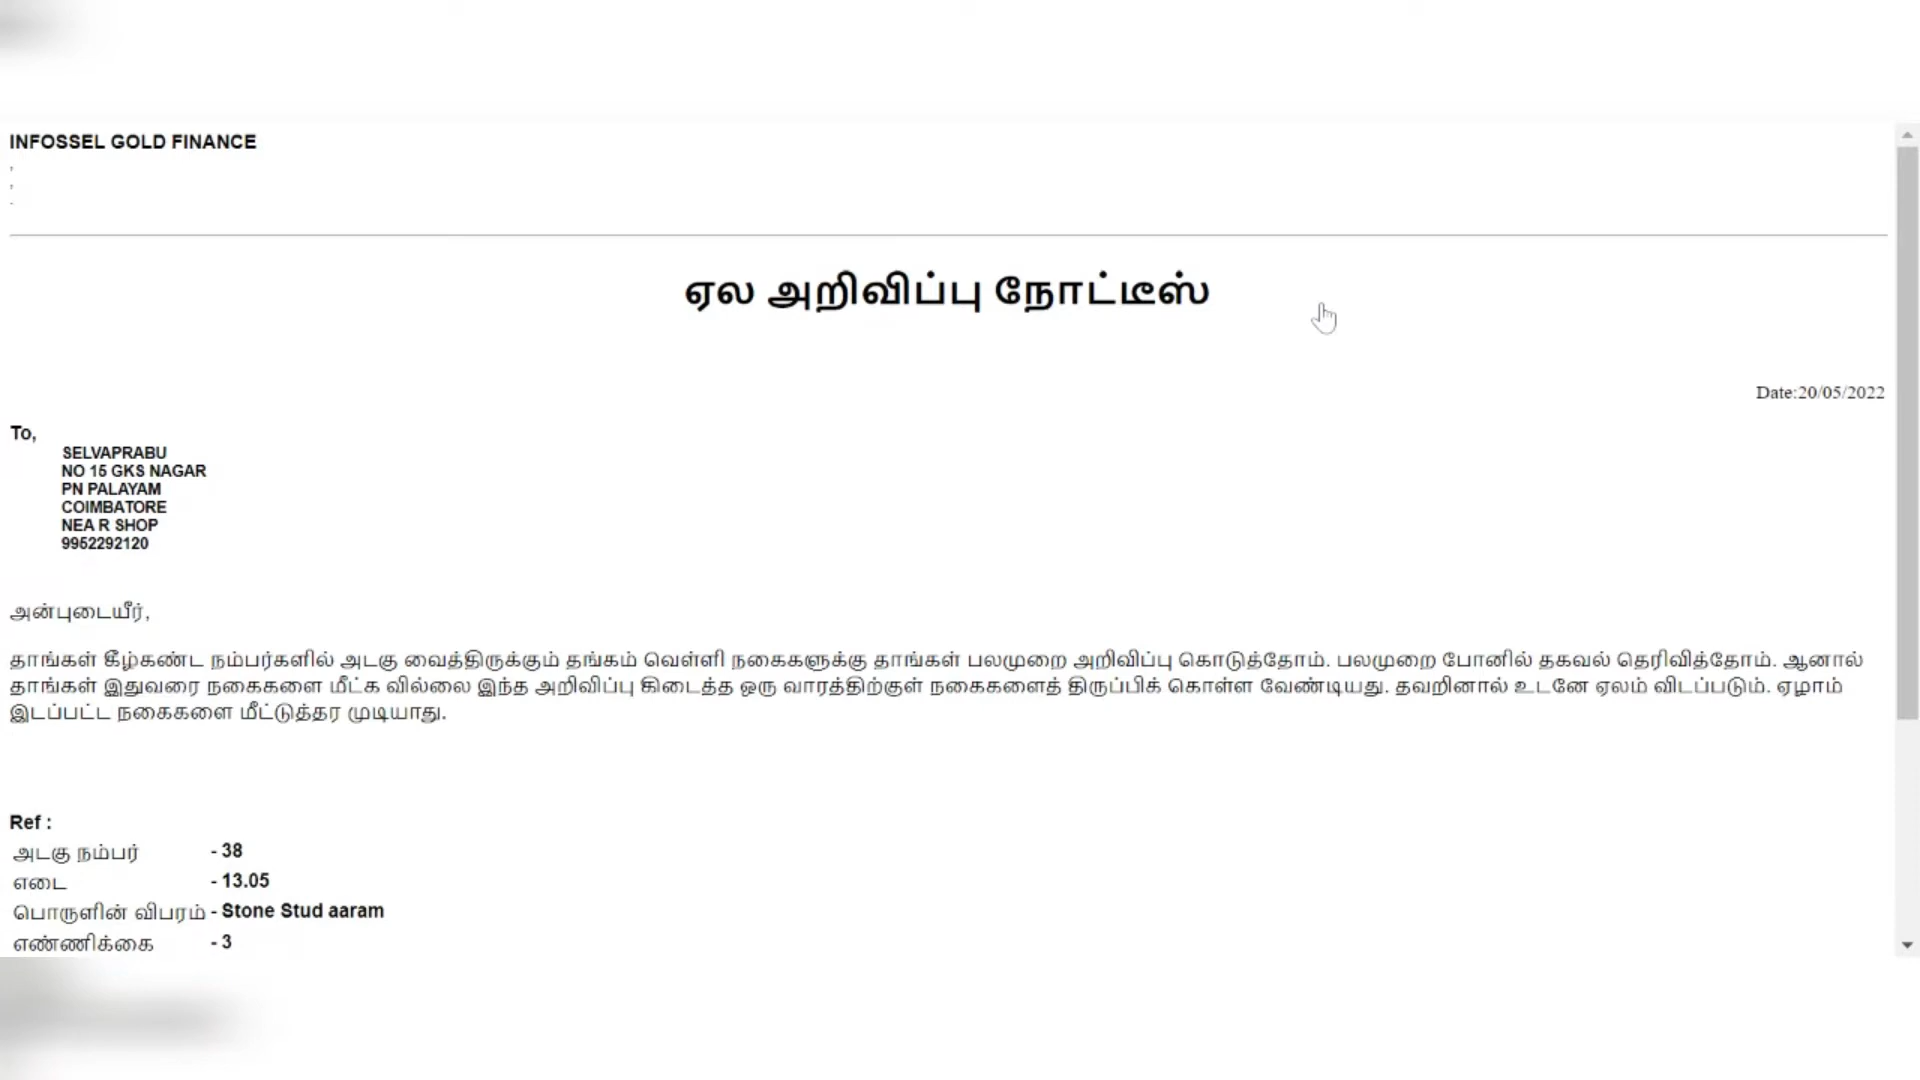 INFOSSEL GOLD FINANCE
,
,
.
ஏல அறிவிப்பு நோட்டீஸ்
Date:20/05/2022
To,
SELVAPRABU
NO 15 GKS NAGAR
PN PALAYAM
COIMBATORE
NEA R SHOP
9952292120
அன்புடையீர்,
தாங்கள் கீழ்கண்ட நம்பர்களில் அடகு வைத்திருக்கும் தங்கம் வெள்ளி நகைகளுக்கு தாங்கள் பலமுறை அறிவிப்பு கொடுத்தோம். பலமுறை போனில் தகவல் தெரிவித்தோம். ஆனால்
தாங்கள் இதுவரை நகைகளை மீட்க வில்லை இந்த அறிவிப்பு கிடைத்த ஒரு வாரத்திற்குள் நகைகளைத் திருப்பிக் கொள்ள வேண்டியது. தவறினால் உடனே ஏலம் விடப்படும். ஏழாம்
இடப்பட்ட நகைகளை மீட்டுத்தர முடியாது.
Ref :
அடகு நம்பர் - 38
எடை - 13.05
பொருளின் விபரம் - Stone Stud aaram
எண்ணிக்கை - 3